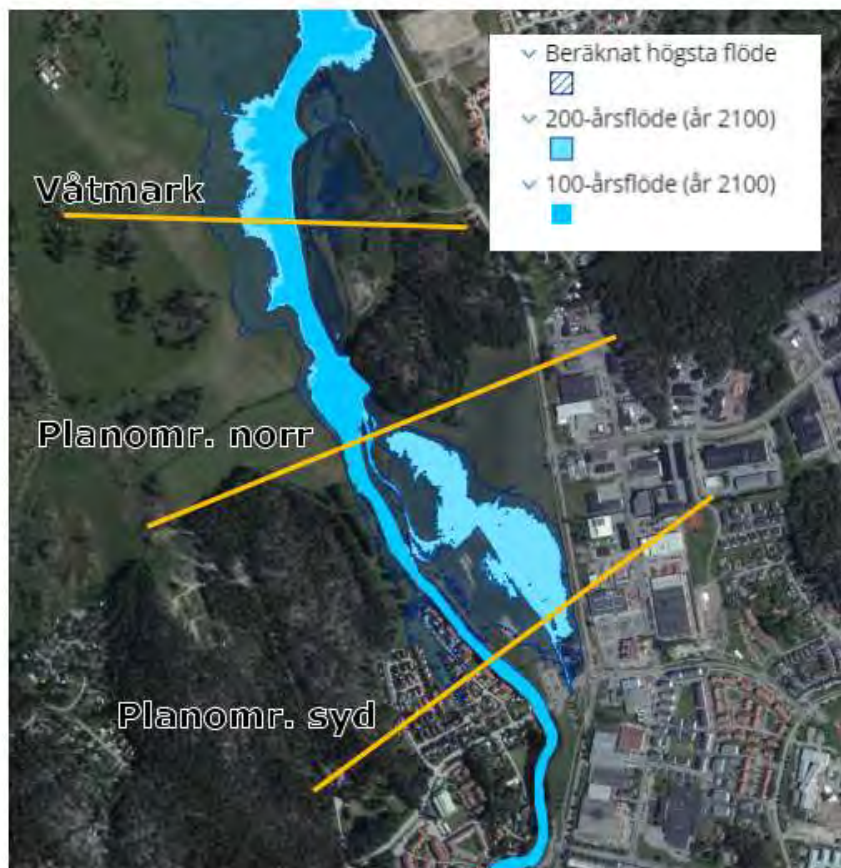 Beräknat högsta flöde
200-årsflöde (år 2100)
100-årsflöde (år 2100)
Våtmark
Planomr. norr
Planomr. syd